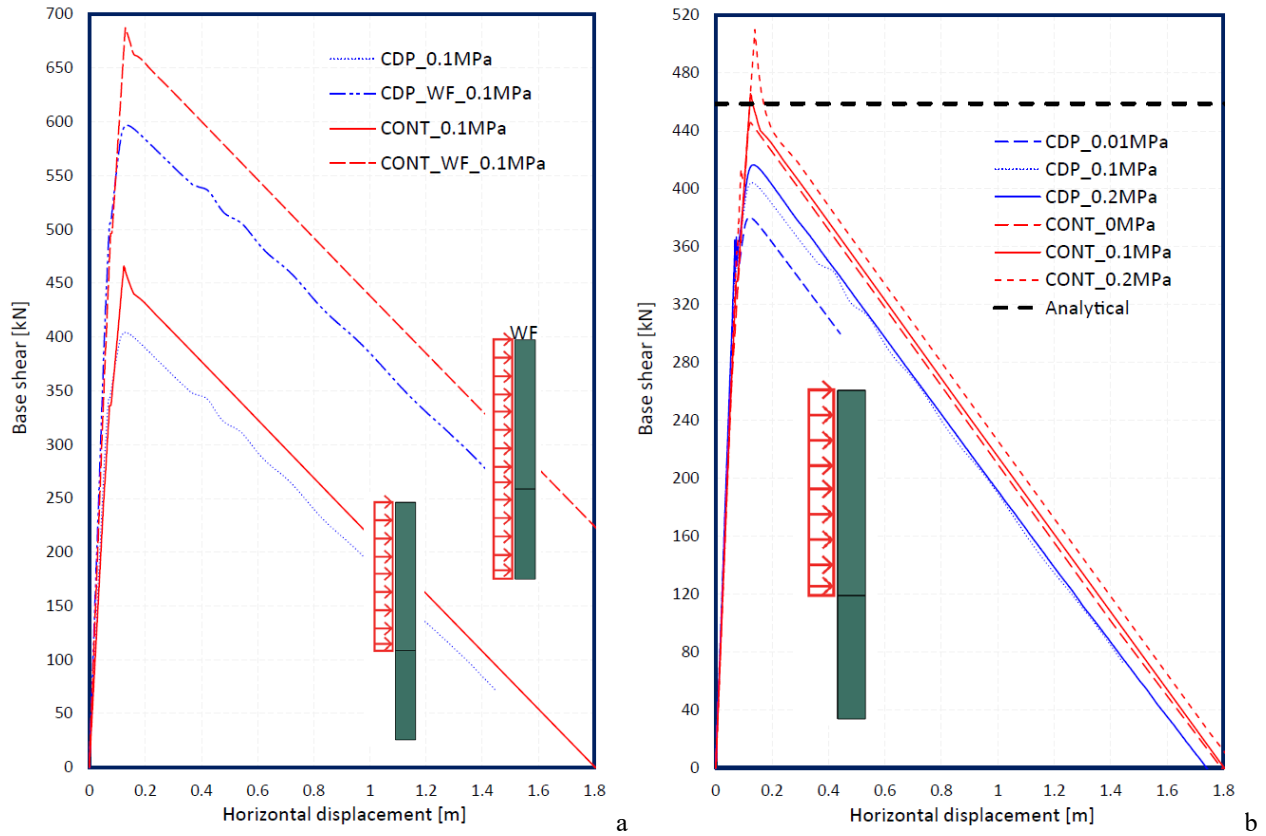 700
650
600
550
500
450
400
350
300
250
200
150
100
50
0
Base shear [kN]
CDP_0.1MPa
CDP_WF_0.1MPa
CONT_0.1MPa
CONT_WF_0.1MPa
WF
0 0.2 0.4 0.6 0.8 1 1.2 1.4 1.6 1.8
Horizontal displacement [m]
a
520
480
440
400
360
320
280
240
200
160
120
80
40
0
Base shear [kN]
CDP_0.01MPa
CDP_0.1MPa
CDP_0.2MPa
CONT_0MPa
CONT_0.1MPa
CONT_0.2MPa
Analytical
0 0.2 0.4 0.6 0.8 1 1.2 1.4 1.6 1.8
Horizontal displacement [m]
b